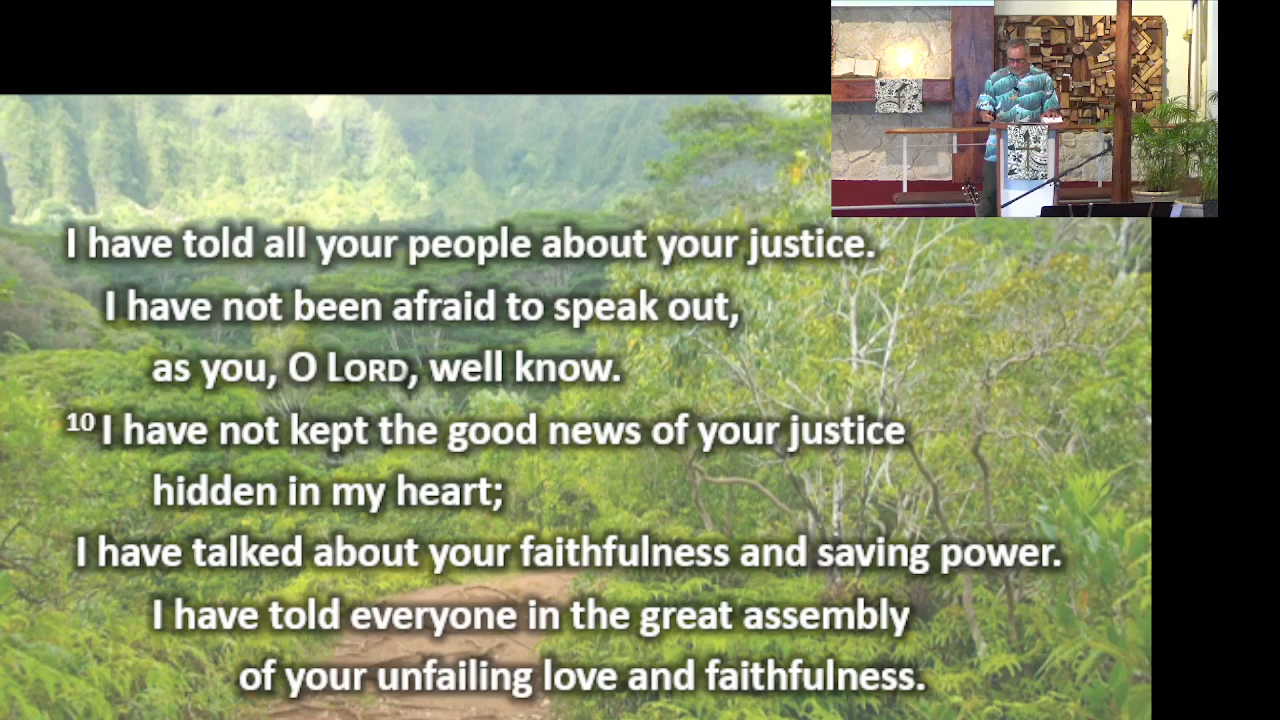 I have told all your people about your justice.
I have not been afraid to speak out,
as you, O LORD, well know.
10 I have not kept the good news of your justice
hidden in my heart;
I have talked about your faithfulness and saving power.
I have told everyone in the great assembly
of your unfailing love and faithfulness.